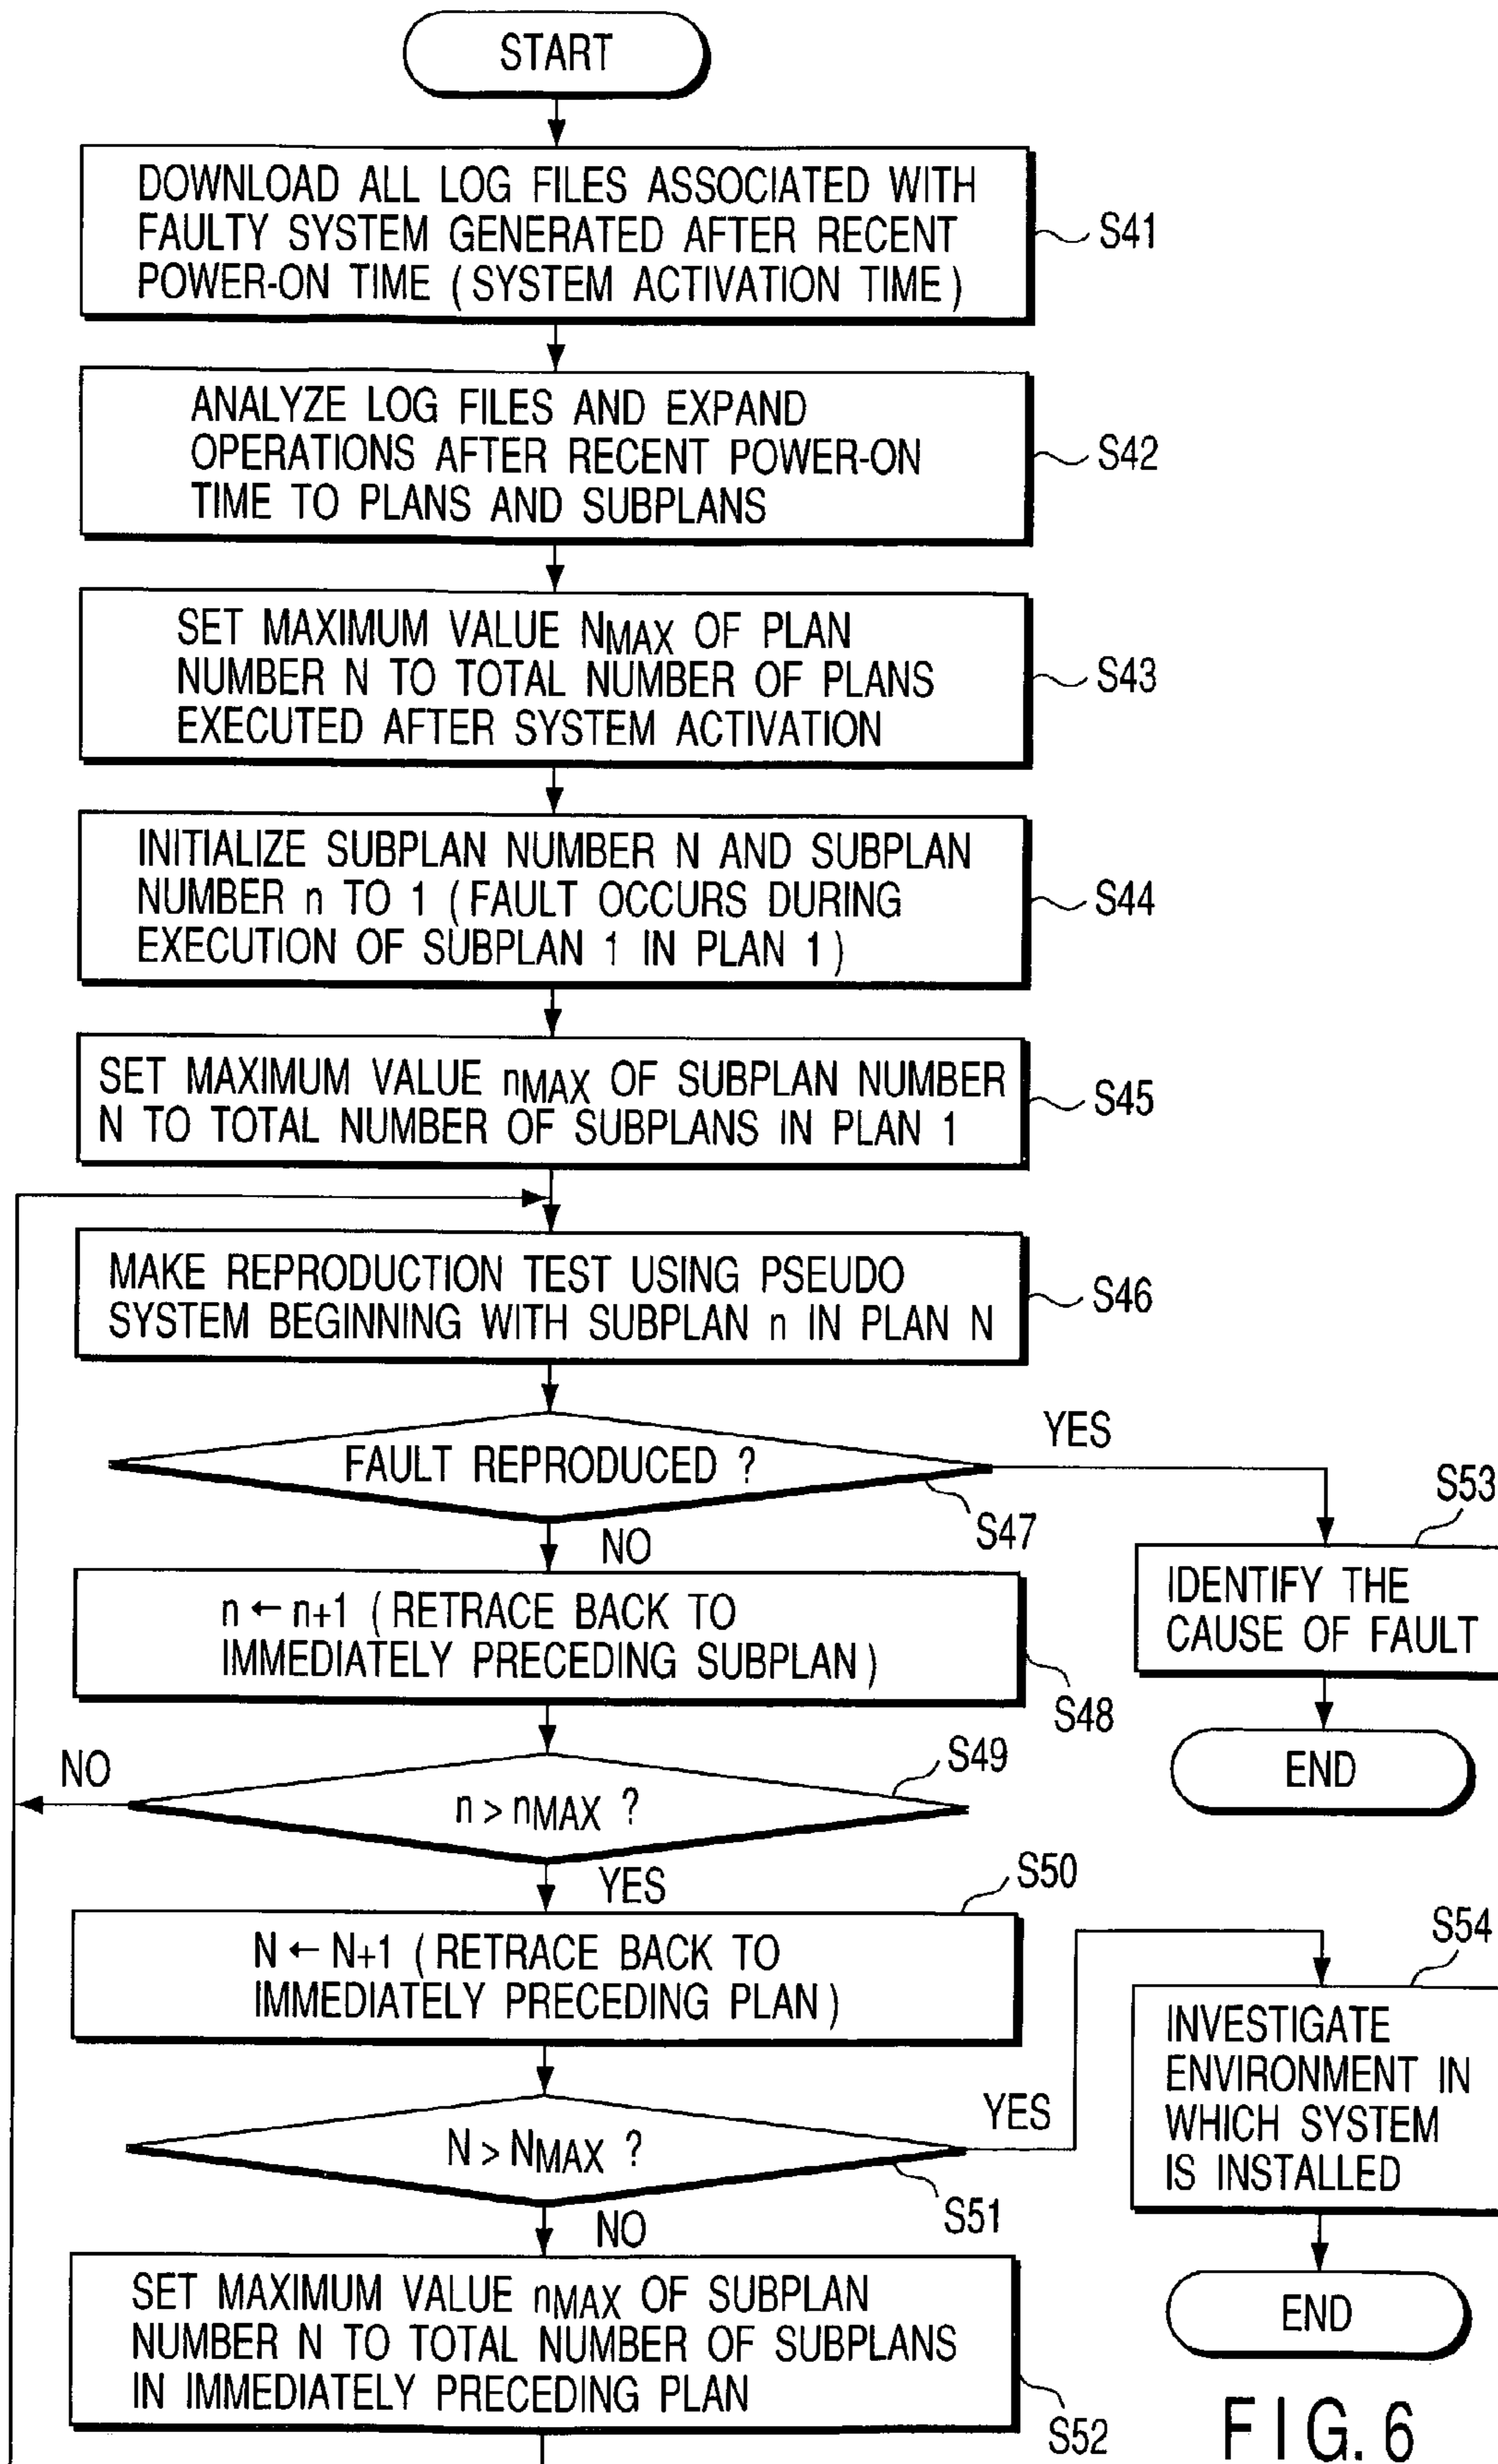 START
DOWNLOAD ALL LOG FILES ASSOCIATED WITH
FAULTY SYSTEM GENERATED AFTER RECENT
POWER-ON TIME (SYSTEM ACTIVATION TIME)
S41
ANALYZE LOG FILES AND EXPAND
OPERATIONS AFTER RECENT POWER-ON
TIME TO PLANS AND SUBPLANS
S42
SET MAXIMUM VALUE NMAX OF PLAN
NUMBER N TO TOTAL NUMBER OF PLANS
EXECUTED AFTER SYSTEM ACTIVATION
S43
INITIALIZE SUBPLAN NUMBER N AND SUBPLAN
NUMBER n TO 1 (FAULT OCCURS DURING
EXECUTION OF SUBPLAN 1 IN PLAN 1)
S44
SET MAXIMUM VALUE nMAX OF SUBPLAN NUMBER
N TO TOTAL NUMBER OF SUBPLANS IN PLAN 1
S45
MAKE REPRODUCTION TEST USING PSEUDO
SYSTEM BEGINNING WITH SUBPLAN n IN PLAN N
S46
FAULT REPRODUCED ?
YES
S47
NO
S53
IDENTIFY THE
CAUSE OF FAULT
END
n ← n+1 (RETRACE BACK TO
IMMEDIATELY PRECEDING SUBPLAN)
S48
S49
NO
n > nMAX ?
YES
S50
N ← N+1 (RETRACE BACK TO
IMMEDIATELY PRECEDING PLAN)
N > NMAX ?
YES
S51
NO
S54
INVESTIGATE
ENVIRONMENT IN
WHICH SYSTEM
IS INSTALLED
END
SET MAXIMUM VALUE nMAX OF SUBPLAN
NUMBER N TO TOTAL NUMBER OF SUBPLANS
IN IMMEDIATELY PRECEDING PLAN
S52
FIG. 6